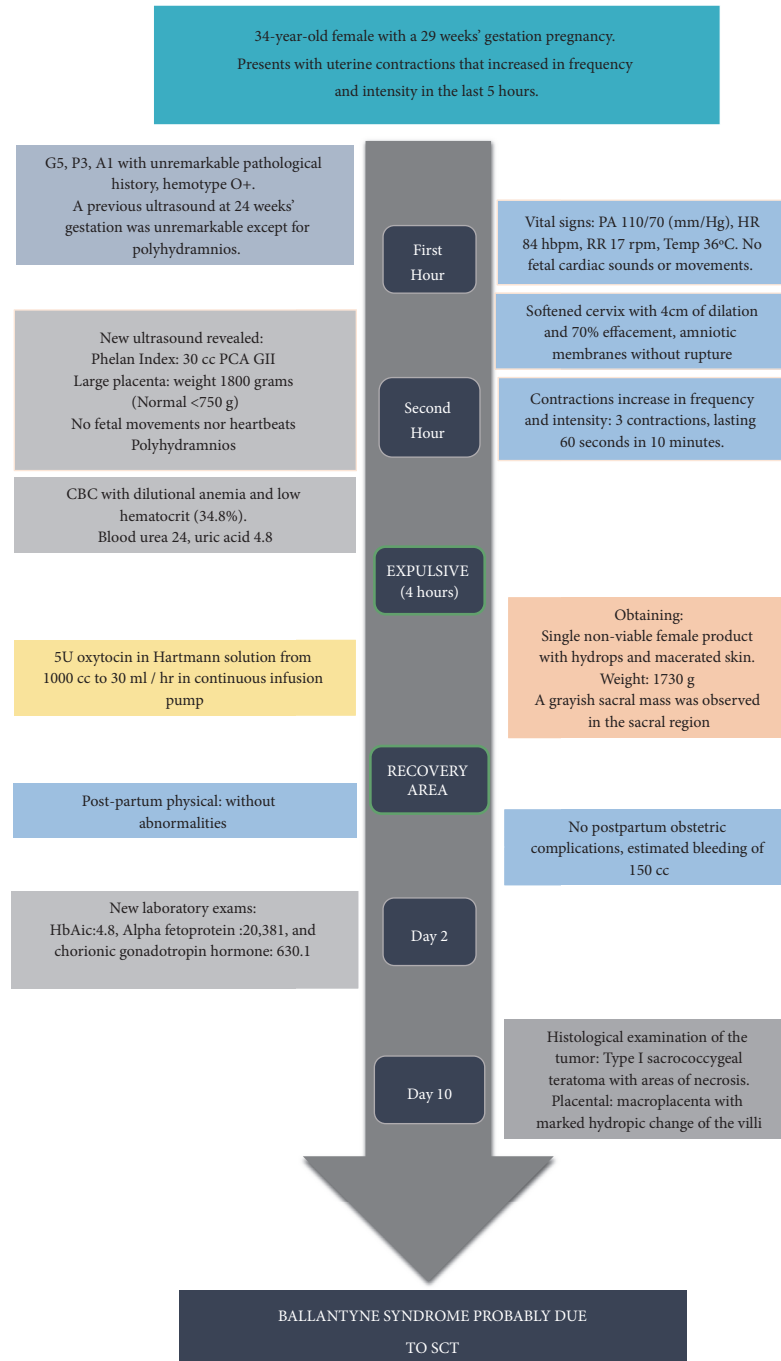 34-year-old female with a 29 weeks' gestation pregnancy.
Presents with uterine contractions that increased in frequency
and intensity in the last 5 hours.
G5, P3, A1 with unremarkable pathological
history, hemotype O+.
A previous ultrasound at 24 weeks'
gestation was unremarkable except for
polyhydramnios.
First
Hour
Vital signs: PA 110/70 (mm/Hg), HR
84 hbpm, RR 17 rpm, Temp 36ºC. No
fetal cardiac sounds or movements.
Softened cervix with 4cm of dilation
and 70% effacement, amniotic
membranes without rupture
New ultrasound revealed:
Phelan Index: 30 cc PCA GII
Large placenta: weight 1800 grams
(Normal <750 g)
No fetal movements nor heartbeats
Polyhydramnios
Second
Hour
Contractions increase in frequency
and intensity: 3 contractions, lasting
60 seconds in 10 minutes.
CBC with dilutional anemia and low
hematocrit (34.8%).
Blood urea 24, uric acid 4.8
EXPULSIVE
(4 hours)
Obtaining:
Single non-viable female product
with hydrops and macerated skin.
Weight: 1730 g
A grayish sacral mass was observed
in the sacral region
5U oxytocin in Hartmann solution from
1000 cc to 30 ml / hr in continuous infusion
pump
RECOVERY
AREA
Post-partum physical: without
abnormalities
No postpartum obstetric
complications, estimated bleeding of
150 cc
New laboratory exams:
HbAic:4.8, Alpha fetoprotein :20,381, and
chorionic gonadotropin hormone: 630.1
Day 2
Histological examination of the
tumor: Type I sacrococcygeal
teratoma with areas of necrosis.
Placental: macroplacenta with
marked hydropic change of the villi
Day 10
BALLANTYNE SYNDROME PROBABLY DUE
TO SCT